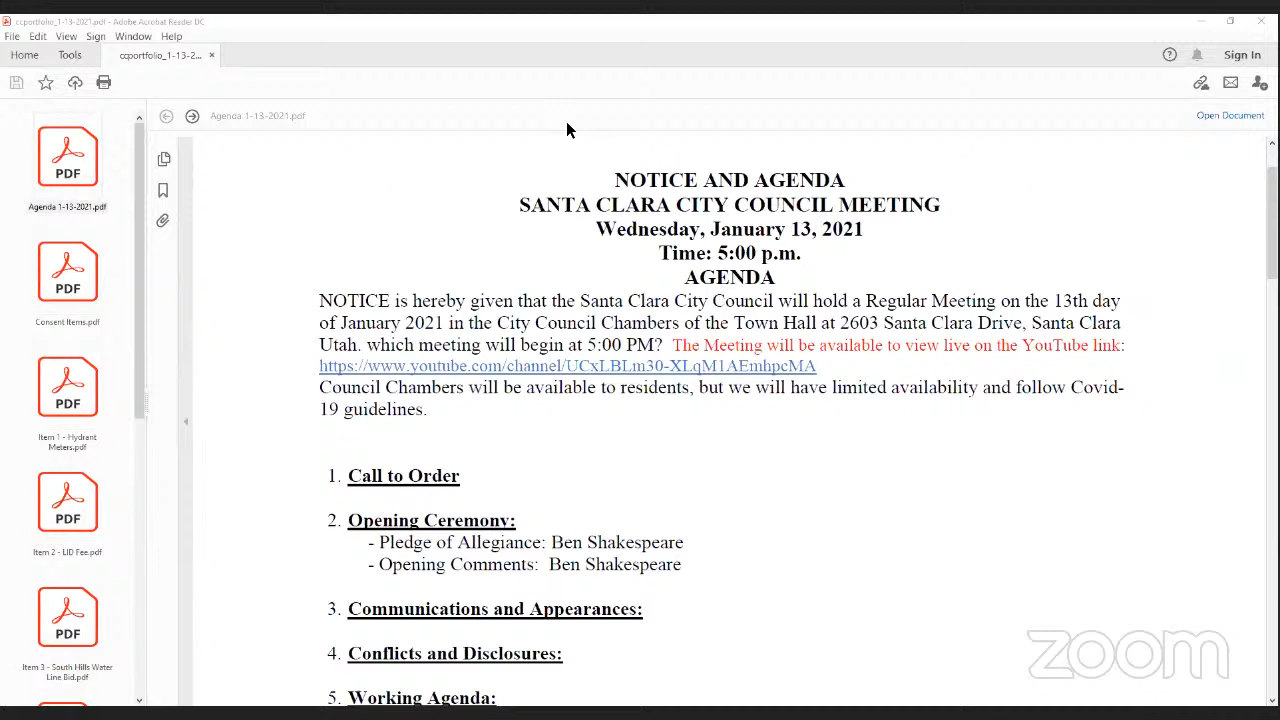 ccportfolio_1-13-2021.pdf - Adobe Acrobat Reader DC
File Edit View Sign Window Help
Home Tools ccportfolio_1-13-2... × Sign In
Agenda 1-13-2021.pdf Open Document
PDF
Agenda 1-13-2021.pdf
PDF
Consent Items.pdf
PDF
Item 1 - Hydrant
Meters.pdf
PDF
Item 2 - LID Fee.pdf
PDF
Item 3 - South Hills Water
Line Bid.pdf
NOTICE AND AGENDA
SANTA CLARA CITY COUNCIL MEETING
Wednesday, January 13, 2021
Time: 5:00 p.m.
AGENDA
NOTICE is hereby given that the Santa Clara City Council will hold a Regular Meeting on the 13th day
of January 2021 in the City Council Chambers of the Town Hall at 2603 Santa Clara Drive, Santa Clara
Utah. which meeting will begin at 5:00 PM? The Meeting will be available to view live on the YouTube link:
https://www.youtube.com/channel/UCxLBLm30-XLqM1AEmhpcMA
Council Chambers will be available to residents, but we will have limited availability and follow Covid-
19 guidelines.
1. Call to Order
2. Opening Ceremony:
- Pledge of Allegiance: Ben Shakespeare
- Opening Comments: Ben Shakespeare
3. Communications and Appearances:
4. Conflicts and Disclosures:
5. Working Agenda:
zoom